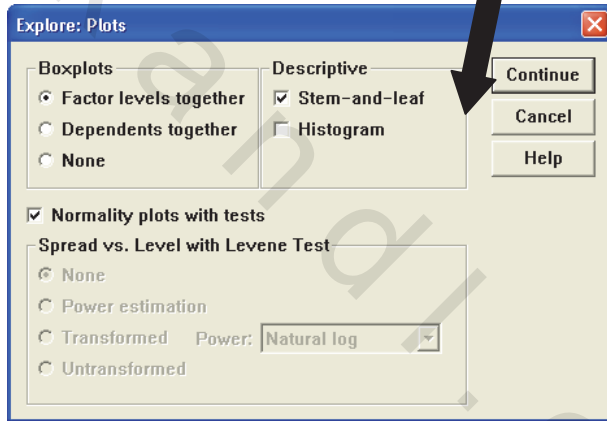 Explore: Plots
Boxplots
Factor levels together
Dependents together
None
Descriptive
Stem-and-leaf
Histogram
Continue
Cancel
Help
Normality plots with tests
Spread vs. Level with Levene Test
None
Power estimation
Transformed Power: Natural log
Untransformed